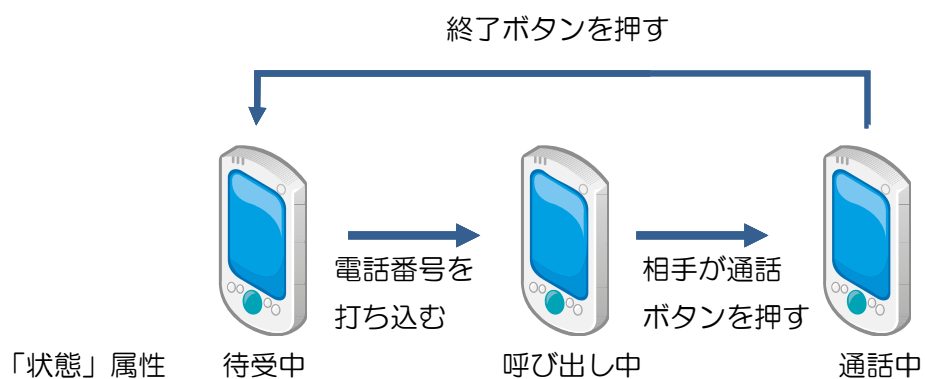 終了ボタンを押す
電話番号を
打ち込む
相手が通話
ボタンを押す
「状態」属性 待受中 呼び出し中 通話中